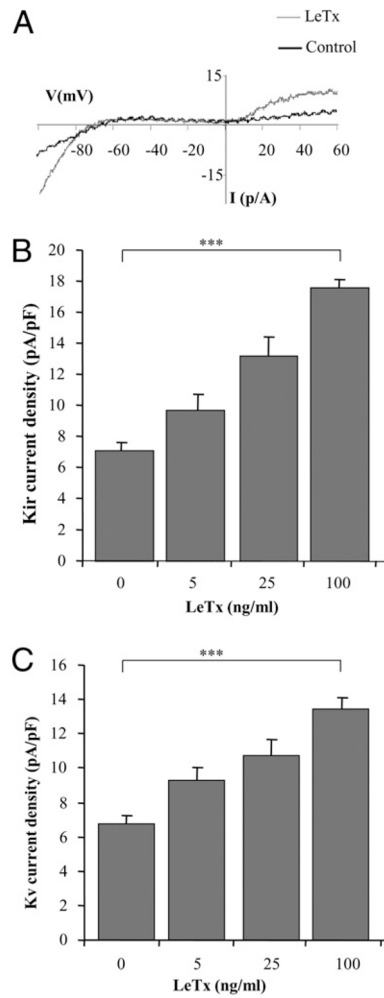 A
LeTx
Control
V(mV)
15
-80 -60 -40 -20 0 20 40 60
-15
I (p/A)
B
***
Kir current density (pA/pF)
20
18
16
14
12
10
8
6
4
2
0
0 5 25 100
LeTx (ng/ml)
C
***
Kv current density (pA/pF)
16
14
12
10
8
6
4
2
0
0 5 25 100
LeTx (ng/ml)